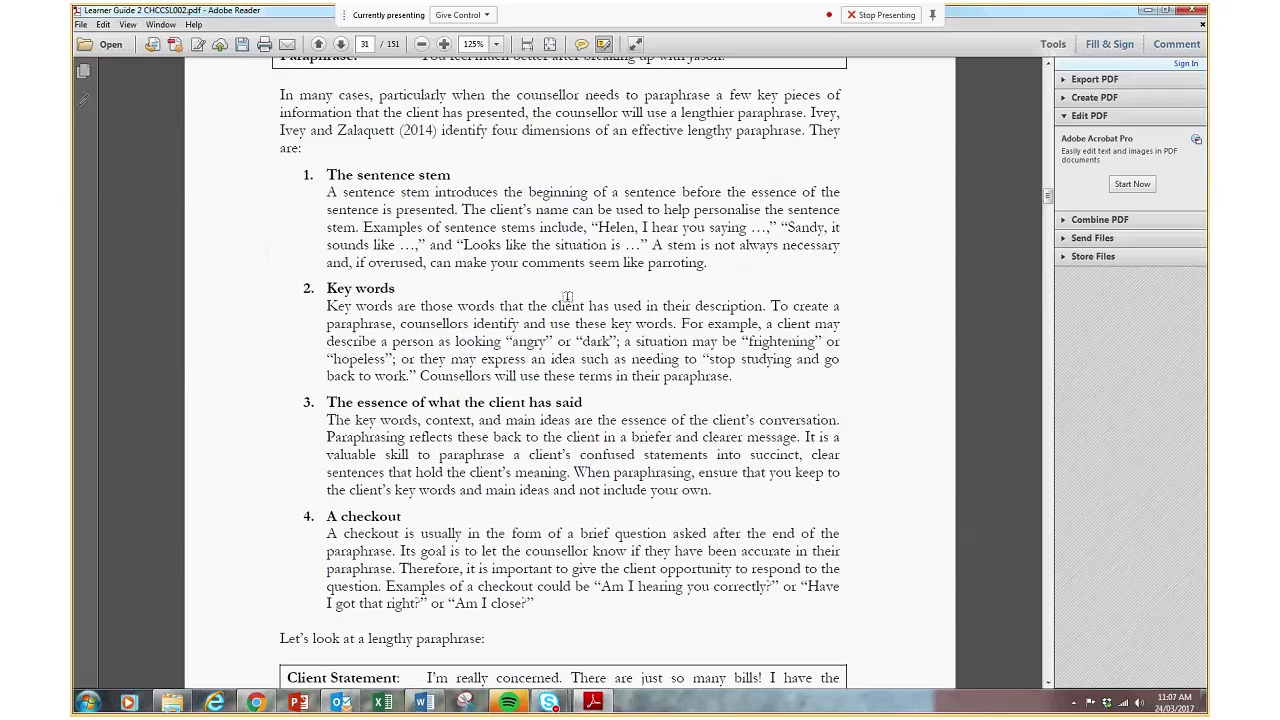 Learner Guide 2 CHCCSL002.pdf - Adobe Reader
Currently presenting Give Control Stop Presenting
File Edit View Window Help
Open 31 / 151 125% Tools Fill & Sign Comment
Sign In
Paraphrase: You feel much better after breaking up with Jason.
In many cases, particularly when the counsellor needs to paraphrase a few key pieces of
information that the client has presented, the counsellor will use a lengthier paraphrase. Ivey,
Ivey and Zalaquett (2014) identify four dimensions of an effective lengthy paraphrase. They
are:
1. The sentence stem
A sentence stem introduces the beginning of a sentence before the essence of the
sentence is presented. The client's name can be used to help personalise the sentence
stem. Examples of sentence stems include, “Helen, I hear you saying …,” “Sandy, it
sounds like …,” and “Looks like the situation is …” A stem is not always necessary
and, if overused, can make your comments seem like parroting.
2. Key words
Key words are those words that the client has used in their description. To create a
paraphrase, counsellors identify and use these key words. For example, a client may
describe a person as looking “angry” or “dark”; a situation may be “frightening” or
“hopeless”; or they may express an idea such as needing to “stop studying and go
back to work.” Counsellors will use these terms in their paraphrase.
3. The essence of what the client has said
The key words, context, and main ideas are the essence of the client's conversation.
Paraphrasing reflects these back to the client in a briefer and clearer message. It is a
valuable skill to paraphrase a client's confused statements into succinct, clear
sentences that hold the client's meaning. When paraphrasing, ensure that you keep to
the client's key words and main ideas and not include your own.
4. A checkout
A checkout is usually in the form of a brief question asked after the end of the
paraphrase. Its goal is to let the counsellor know if they have been accurate in their
paraphrase. Therefore, it is important to give the client opportunity to respond to the
question. Examples of a checkout could be “Am I hearing you correctly?” or “Have
I got that right?” or “Am I close?”
Let's look at a lengthy paraphrase:
Client Statement: I'm really concerned. There are just so many bills! I have the
Export PDF
Create PDF
Edit PDF
Adobe Acrobat Pro
Easily edit text and images in PDF
documents
Start Now
Combine PDF
Send Files
Store Files
11:07 AM
24/03/2017